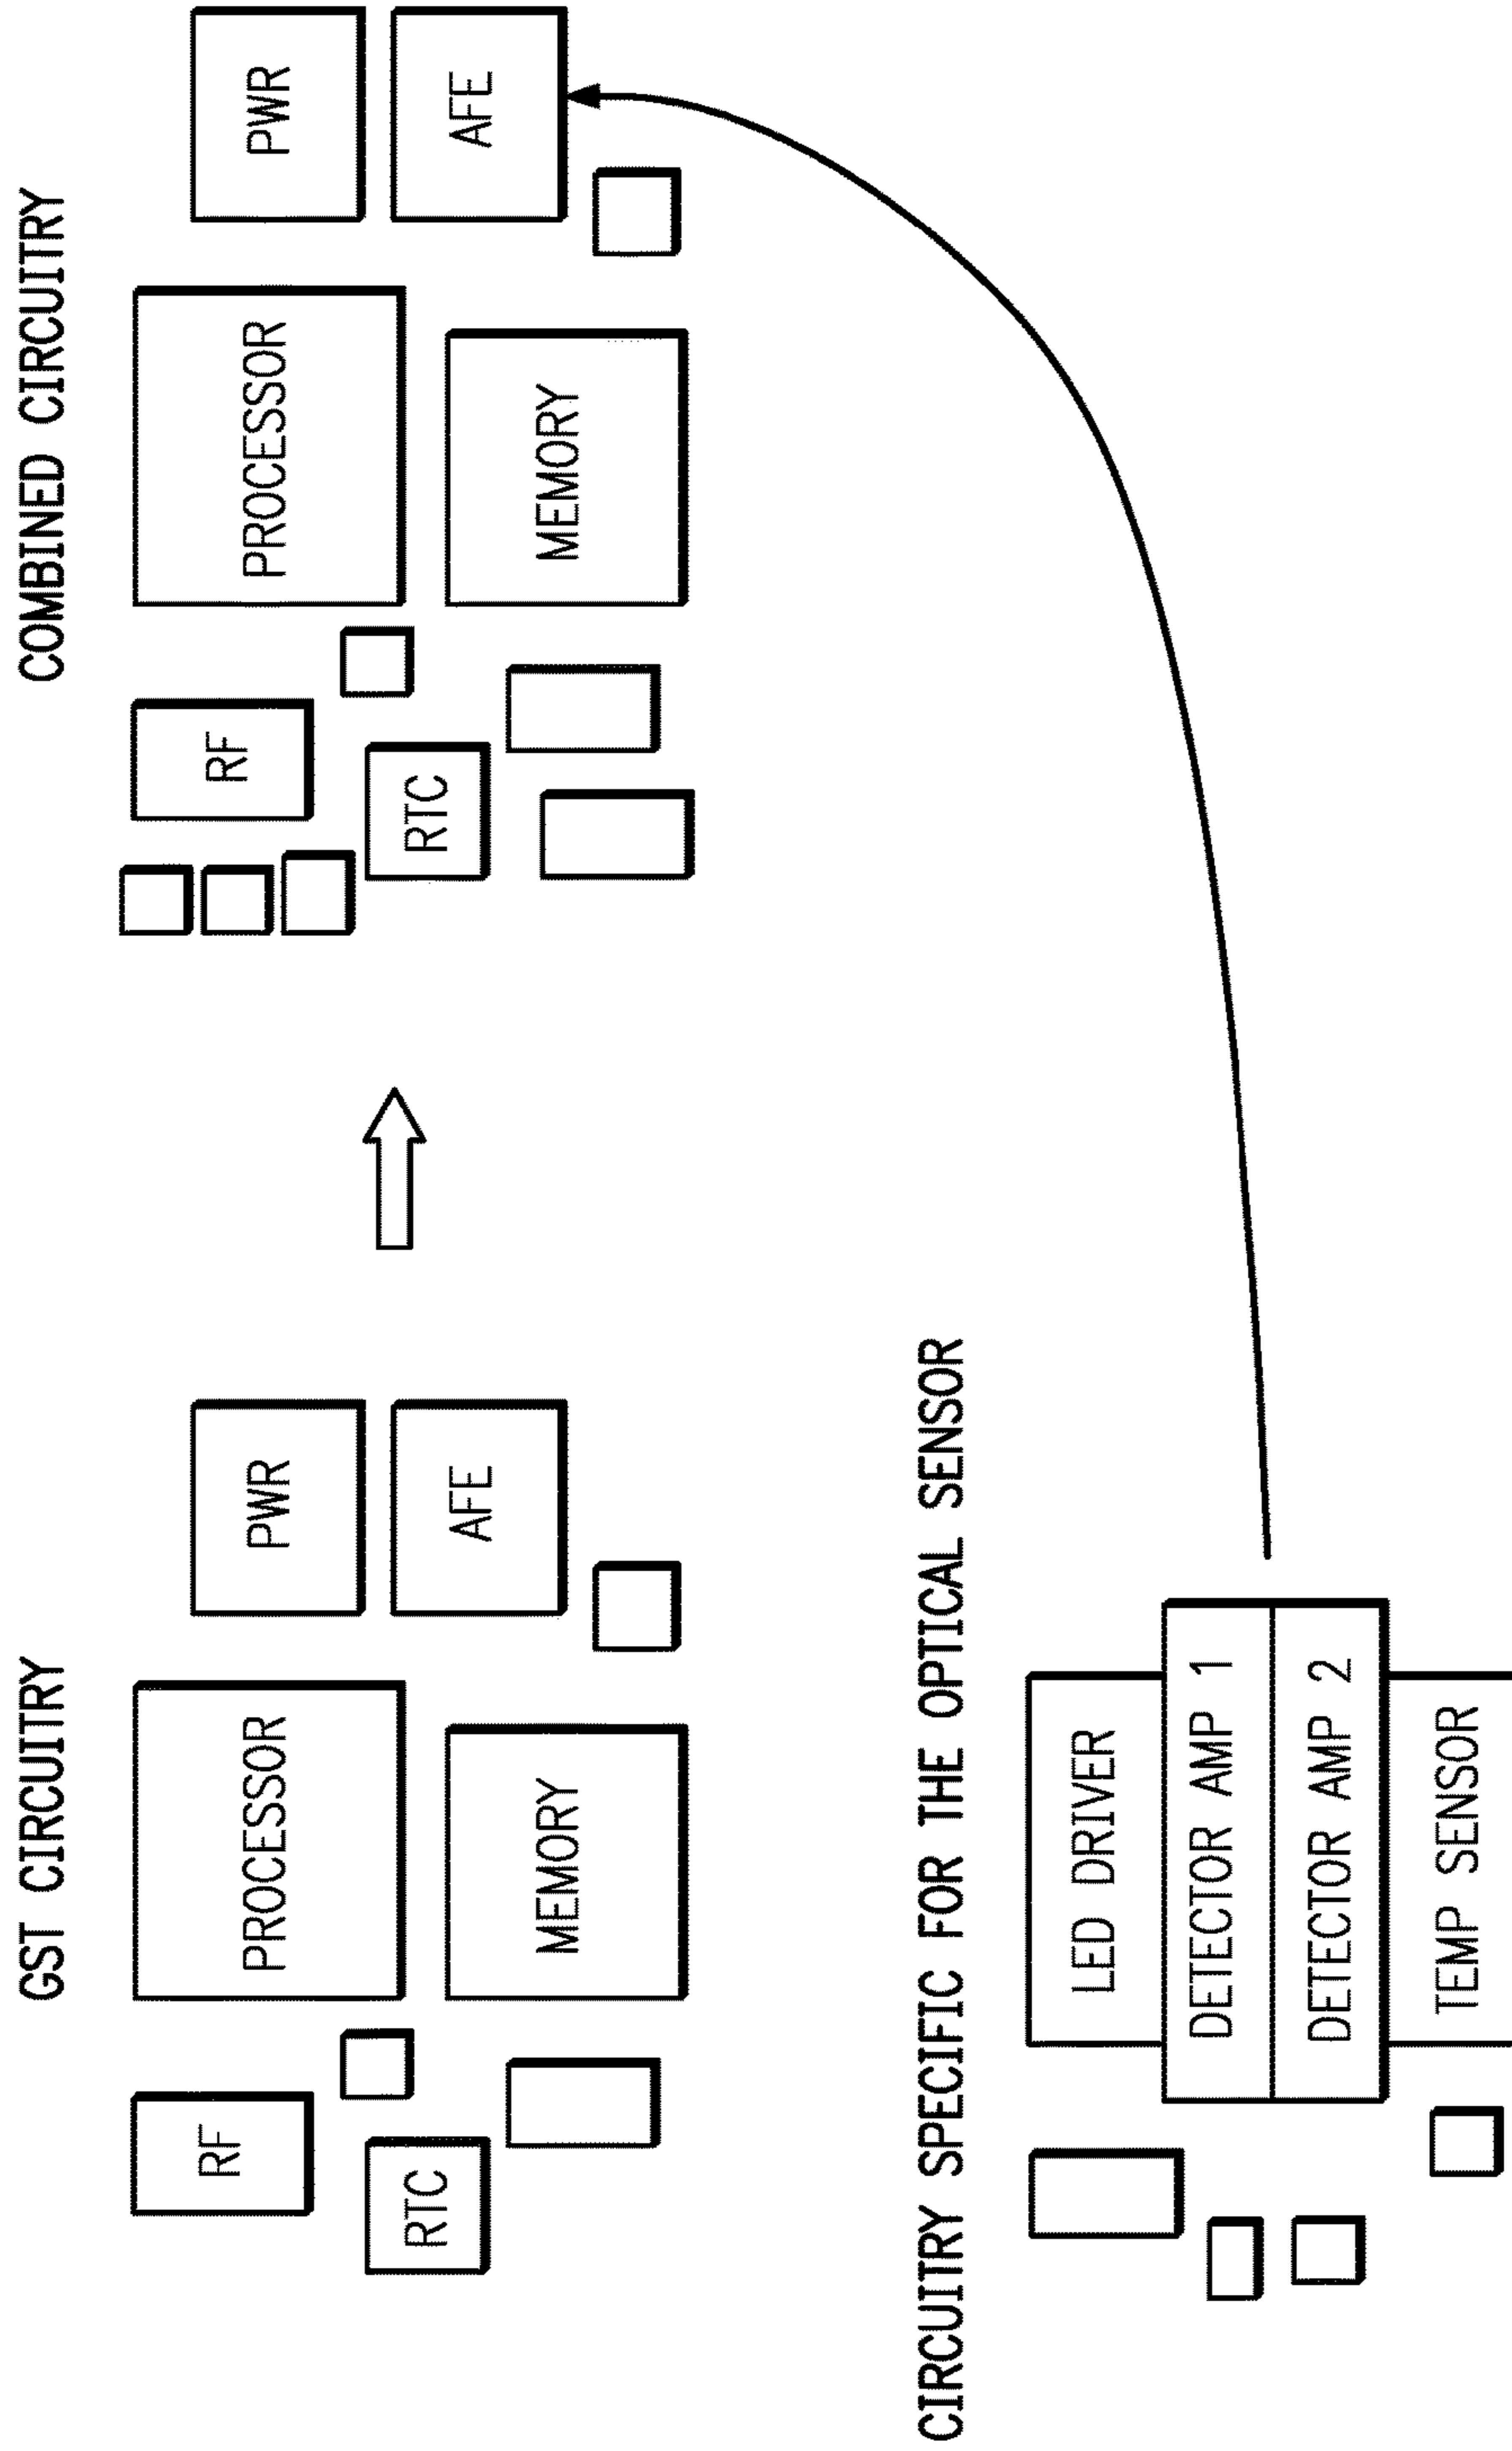 GST CIRCUITRY
RF
PROCESSOR
PWR
RTC
MEMORY
AFE
COMBINED CIRCUITRY
RF
PROCESSOR
PWR
RTC
MEMORY
AFE
CIRCUITRY SPECIFIC FOR THE OPTICAL SENSOR
LED DRIVER
DETECTOR AMP 1
DETECTOR AMP 2
TEMP SENSOR